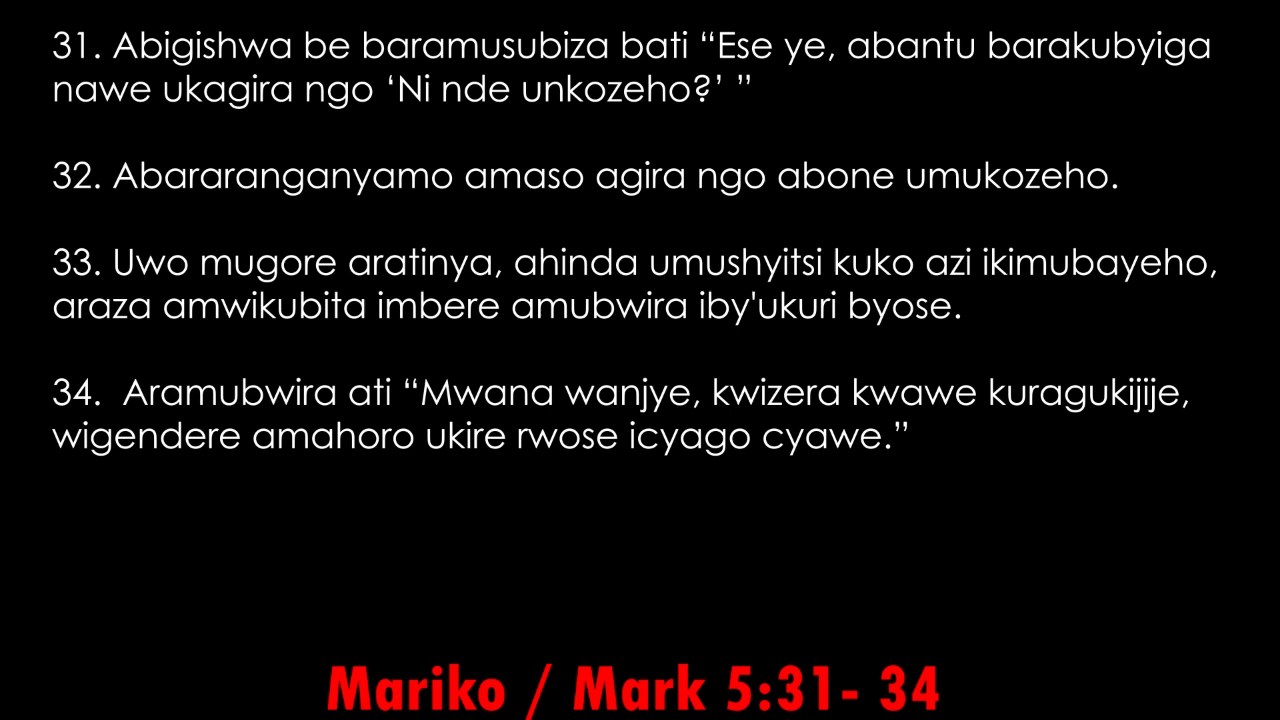 31. Abigishwa be baramusubiza bati “Ese ye, abantu barakubyiga
nawe ukagira ngo ‘Ni nde unkozeho?’ ”
32. Abararanganyamo amaso agira ngo abone umukozeho.
33. Uwo mugore aratinya, ahinda umushyitsi kuko azi ikimubayeho,
araza amwikubita imbere amubwira iby'ukuri byose.
34.  Aramubwira ati “Mwana wanjye, kwizera kwawe kuragukijije,
wigendere amahoro ukire rwose icyago cyawe.”
Mariko / Mark 5:31- 34